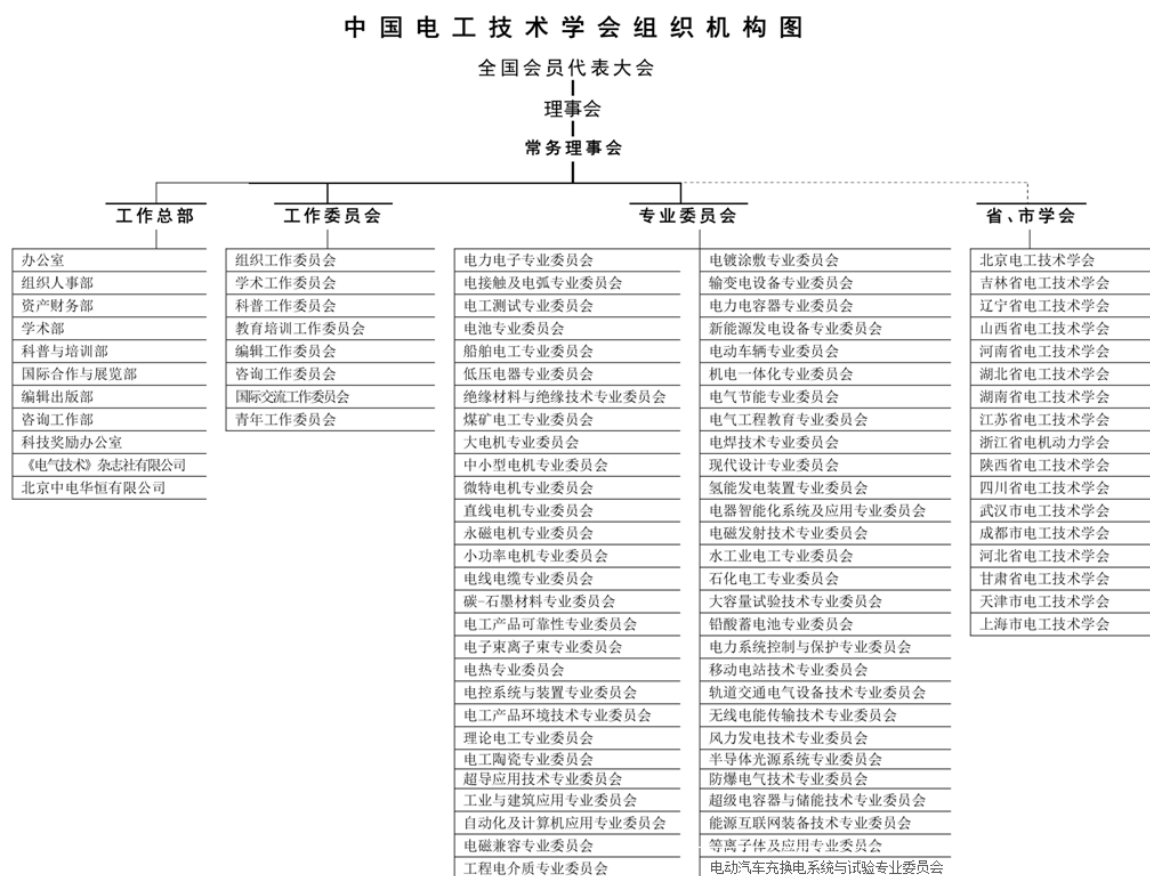 中国电工技术学会组织机构图
全国会员代表大会
理事会
常务理事会
工作总部
办公室
组织人事部
资产财务部
学术部
科普与培训部
国际合作与展览部
编辑出版部
咨询工作部
科技奖励办公室
《电气技术》杂志社有限公司
北京中电华恒有限公司
工作委员会
组织工作委员会
学术工作委员会
科普工作委员会
教育培训工作委员会
编辑工作委员会
咨询工作委员会
国际交流工作委员会
青年工作委员会
专业委员会
电力电子专业委员会
电接触及电弧专业委员会
电工测试专业委员会
电池专业委员会
船舶电工专业委员会
低压电器专业委员会
绝缘材料与绝缘技术专业委员会
煤矿电工专业委员会
大电机专业委员会
中小型电机专业委员会
微特电机专业委员会
直线电机专业委员会
永磁电机专业委员会
小功率电机专业委员会
电线电缆专业委员会
碳-石墨材料专业委员会
电工产品可靠性专业委员会
电子束离子束专业委员会
电热专业委员会
电控系统与装置专业委员会
电工产品环境技术专业委员会
理论电工专业委员会
电工陶瓷专业委员会
超导应用技术专业委员会
工业与建筑应用专业委员会
自动化及计算机应用专业委员会
电磁兼容专业委员会
工程电介质专业委员会
电镀涂敷专业委员会
输变电设备专业委员会
电力电容器专业委员会
新能源发电设备专业委员会
电动车辆专业委员会
机电一体化专业委员会
电气节能专业委员会
电气工程教育专业委员会
电焊技术专业委员会
现代设计专业委员会
氢能发电装置专业委员会
电器智能化系统及应用专业委员会
电磁发射技术专业委员会
水工业电工专业委员会
石化电工专业委员会
大容量试验技术专业委员会
铅酸蓄电池专业委员会
电力系统控制与保护专业委员会
移动电站技术专业委员会
轨道交通电气设备技术专业委员会
无线电能传输技术专业委员会
风力发电技术专业委员会
半导体光源系统专业委员会
防爆电气技术专业委员会
超级电容器与储能技术专业委员会
能源互联网装备技术专业委员会
等离子体及应用专业委员会
电动汽车充换电系统与试验专业委员会
省、市学会
北京电工技术学会
吉林省电工技术学会
辽宁省电工技术学会
山西省电工技术学会
河南省电工技术学会
湖北省电工技术学会
湖南省电工技术学会
江苏省电工技术学会
浙江省电机动力学会
陕西省电工技术学会
四川省电工技术学会
武汉市电工技术学会
成都市电工技术学会
河北省电工技术学会
甘肃省电工技术学会
天津市电工技术学会
上海市电工技术学会